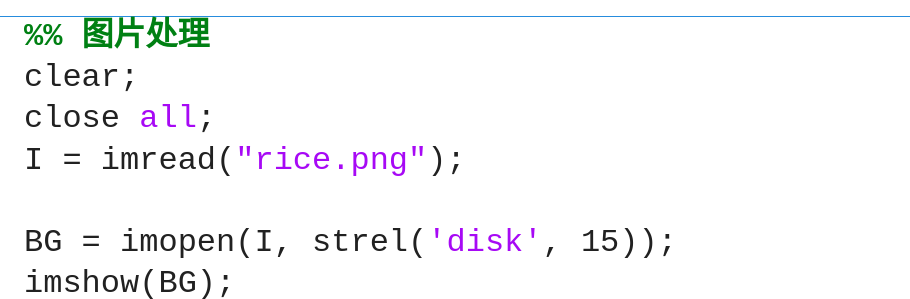 %% 图片处理
clear;
close all;
I = imread("rice.png");
BG = imopen(I, strel('disk', 15));
imshow(BG);